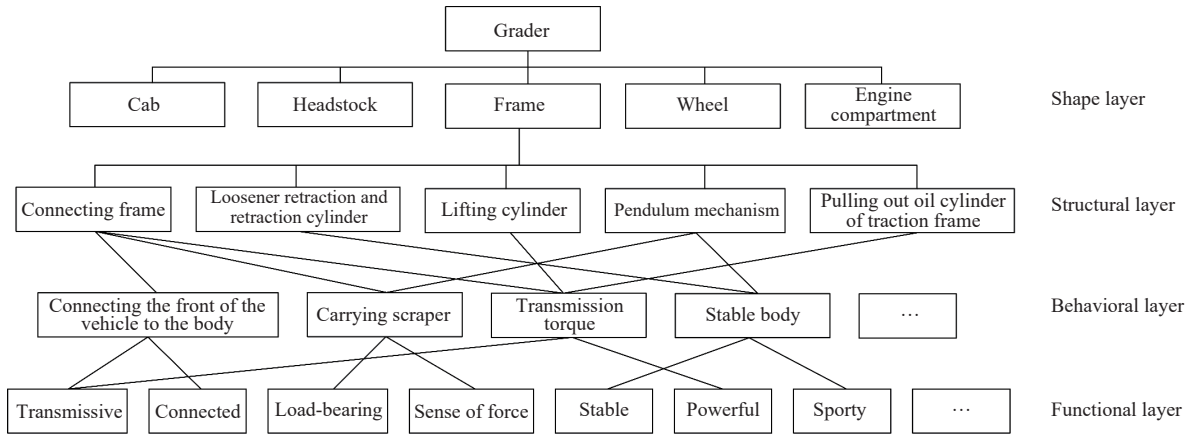 Grader
Cab
Headstock
Frame
Wheel
Engine
compartment
Shape layer
Connecting frame
Loosener retraction and
retraction cylinder
Lifting cylinder
Pendulum mechanism
Pulling out oil cylinder
of traction frame
Structural layer
Connecting the front of the
vehicle to the body
Carrying scraper
Transmission
torque
Stable body
···
Behavioral layer
Transmissive
Connected
Load-bearing
Sense of force
Stable
Powerful
Sporty
···
Functional layer